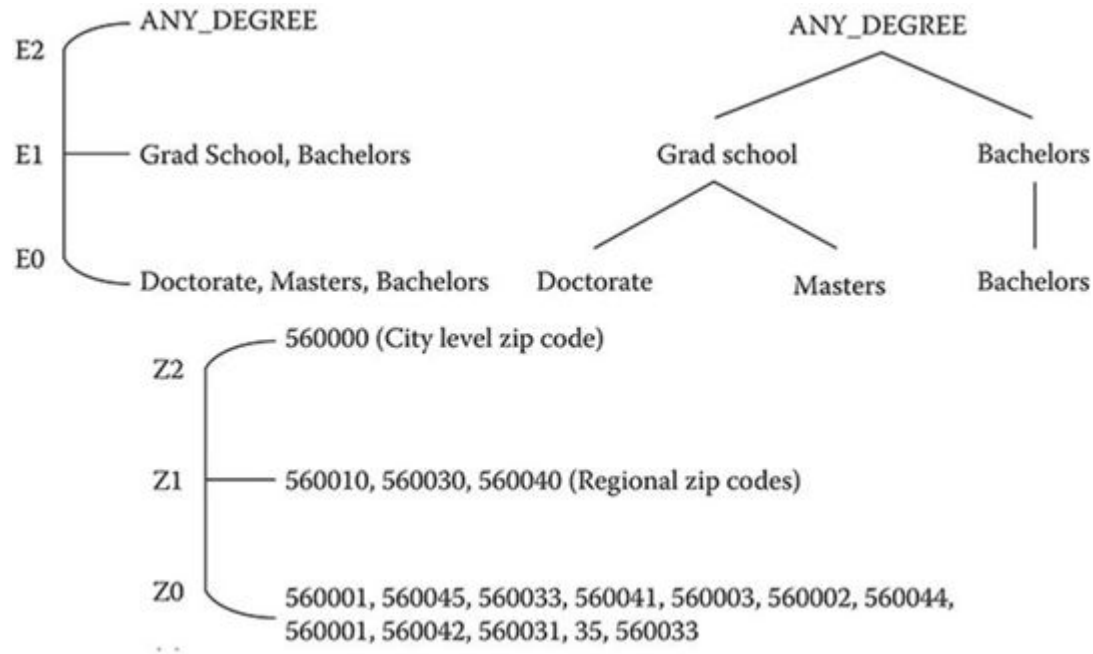 E2 ANY_DEGREE
E1 Grad School, Bachelors
E0 Doctorate, Masters, Bachelors
ANY_DEGREE
Grad school Bachelors
Doctorate Masters Bachelors
Z2 560000 (City level zip code)
Z1 560010, 560030, 560040 (Regional zip codes)
Z0 560001, 560045, 560033, 560041, 560003, 560002, 560044,
560001, 560042, 560031, 35, 560033